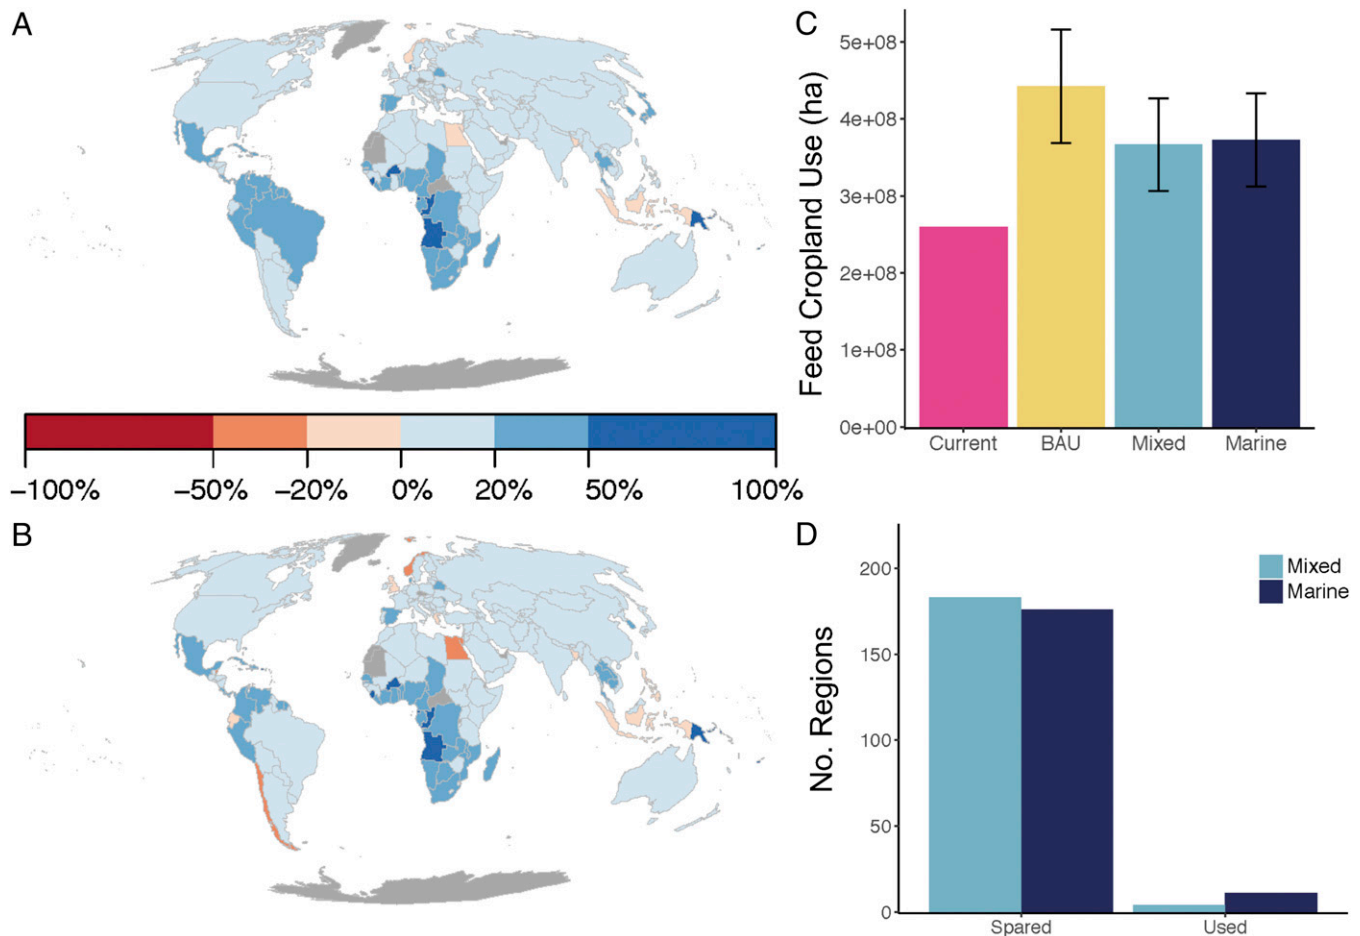 A
−100% −50% −20% 0% 20% 50% 100%
B
C
Feed Cropland Use (ha)
5e+08
4e+08
3e+08
2e+08
1e+08
0e+00
Current BAU Mixed Marine
D
No. Regions
200
150
100
50
0
Mixed
Marine
Spared Used